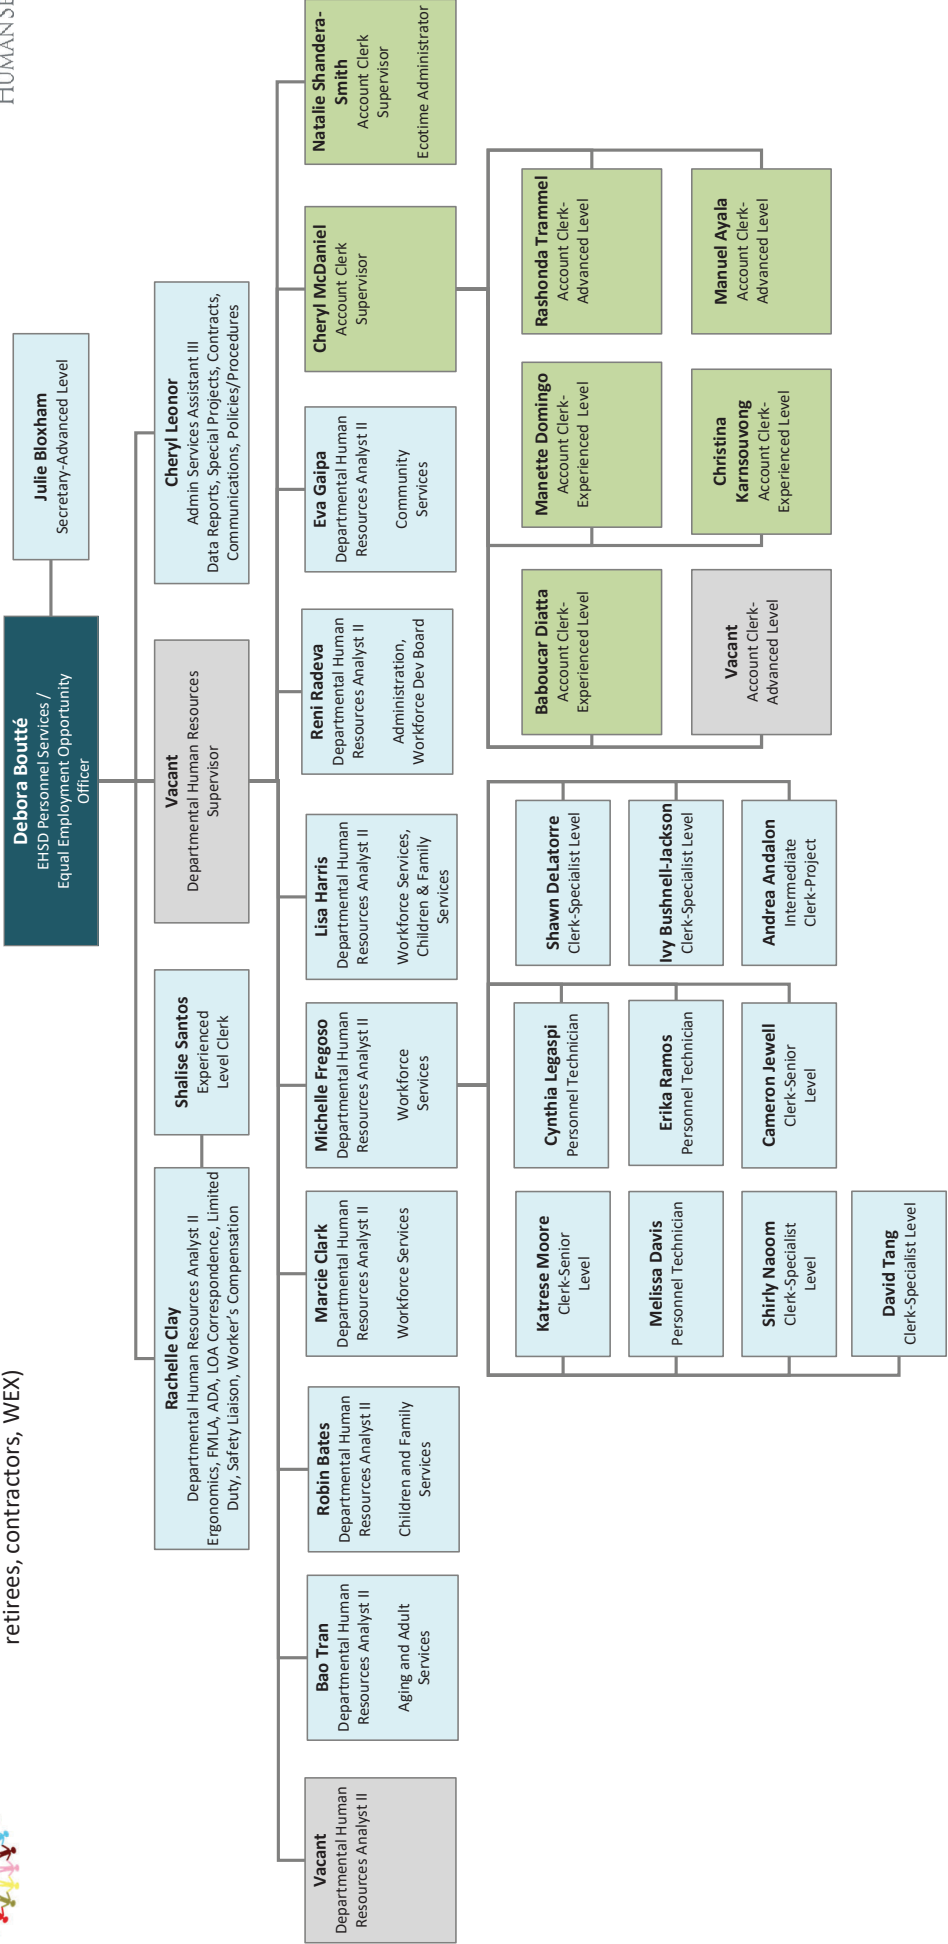 HUMANSE
retirees, contractors, WEX)
Debora Boutté
EHSD Personnel Services /
Equal Employment Opportunity
Officer
Julie Bloxham
Secretary-Advanced Level
Rachelle Clay
Departmental Human Resources Analyst II
Ergonomics, FMLA, ADA, LOA Correspondence, Limited
Duty, Safety Liaison, Worker's Compensation
Shalise Santos
Experienced
Level Clerk
Vacant
Departmental Human Resources
Supervisor
Cheryl Leonor
Admin Services Assistant III
Data Reports, Special Projects, Contracts,
Communications, Policies/Procedures
Vacant
Departmental Human
Resources Analyst II
Bao Tran
Departmental Human
Resources Analyst II
Aging and Adult
Services
Robin Bates
Departmental Human
Resources Analyst II
Children and Family
Services
Marcie Clark
Departmental Human
Resources Analyst II
Workforce Services
Michelle Fregoso
Departmental Human
Resources Analyst II
Workforce
Services
Lisa Harris
Departmental Human
Resources Analyst II
Workforce Services,
Children & Family
Services
Reni Radeva
Departmental Human
Resources Analyst II
Administration,
Workforce Dev Board
Eva Gaipa
Departmental Human
Resources Analyst II
Community
Services
Cheryl McDaniel
Account Clerk
Supervisor
Natalie Shandera-
Smith
Account Clerk
Supervisor
Ecotime Administrator
Katrese Moore
Clerk-Senior
Level
Cynthia Legaspi
Personnel Technician
Shawn DeLatorre
Clerk-Specialist Level
Baboucar Diatta
Account Clerk-
Experienced Level
Manette Domingo
Account Clerk-
Experienced Level
Rashonda Trammel
Account Clerk-
Advanced Level
Melissa Davis
Personnel Technician
Erika Ramos
Personnel Technician
Ivy Bushnell-Jackson
Clerk-Specialist Level
Vacant
Account Clerk-
Advanced Level
Christina
Karnsouvong
Account Clerk-
Experienced Level
Manuel Ayala
Account Clerk-
Advanced Level
Shirly Naoom
Clerk-Specialist
Level
Cameron Jewell
Clerk-Senior
Level
Andrea Andalon
Intermediate
Clerk-Project
David Tang
Clerk-Specialist Level